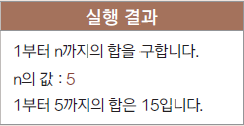 실행 결과
1부터 n까지의 합을 구합니다.
n의 값 : 5
1부터 5까지의 합은 15입니다.